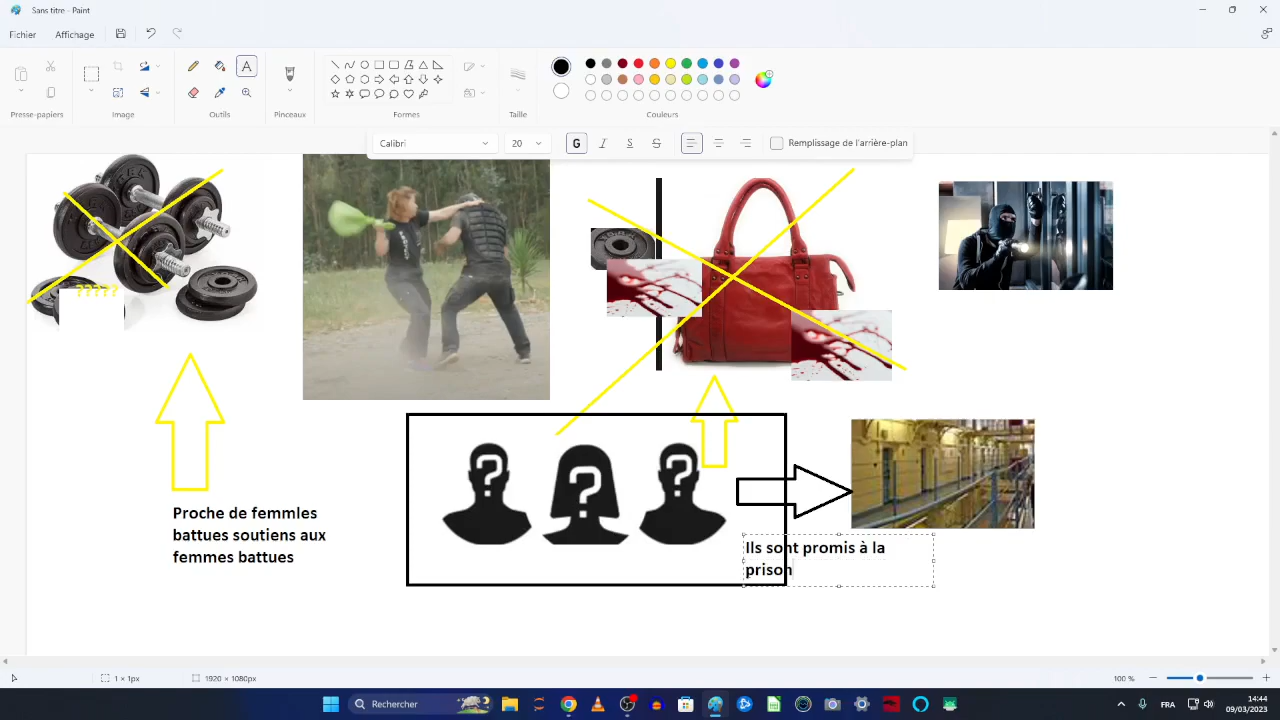 Sans titre - Paint
Fichier
Affichage
Presse-papiers
Image
Outils
Pinceaux
Formes
Taille
Couleurs
Calibri
20
G
I
S
S
Remplissage de l'arrière-plan
?????
Proche de femmles
battues soutiens aux
femmes battues
? ? ?
Ils sont promis à la
prison
1 × 1px
1920 × 1080px
100 %
Rechercher
FRA
14:44
09/03/2023